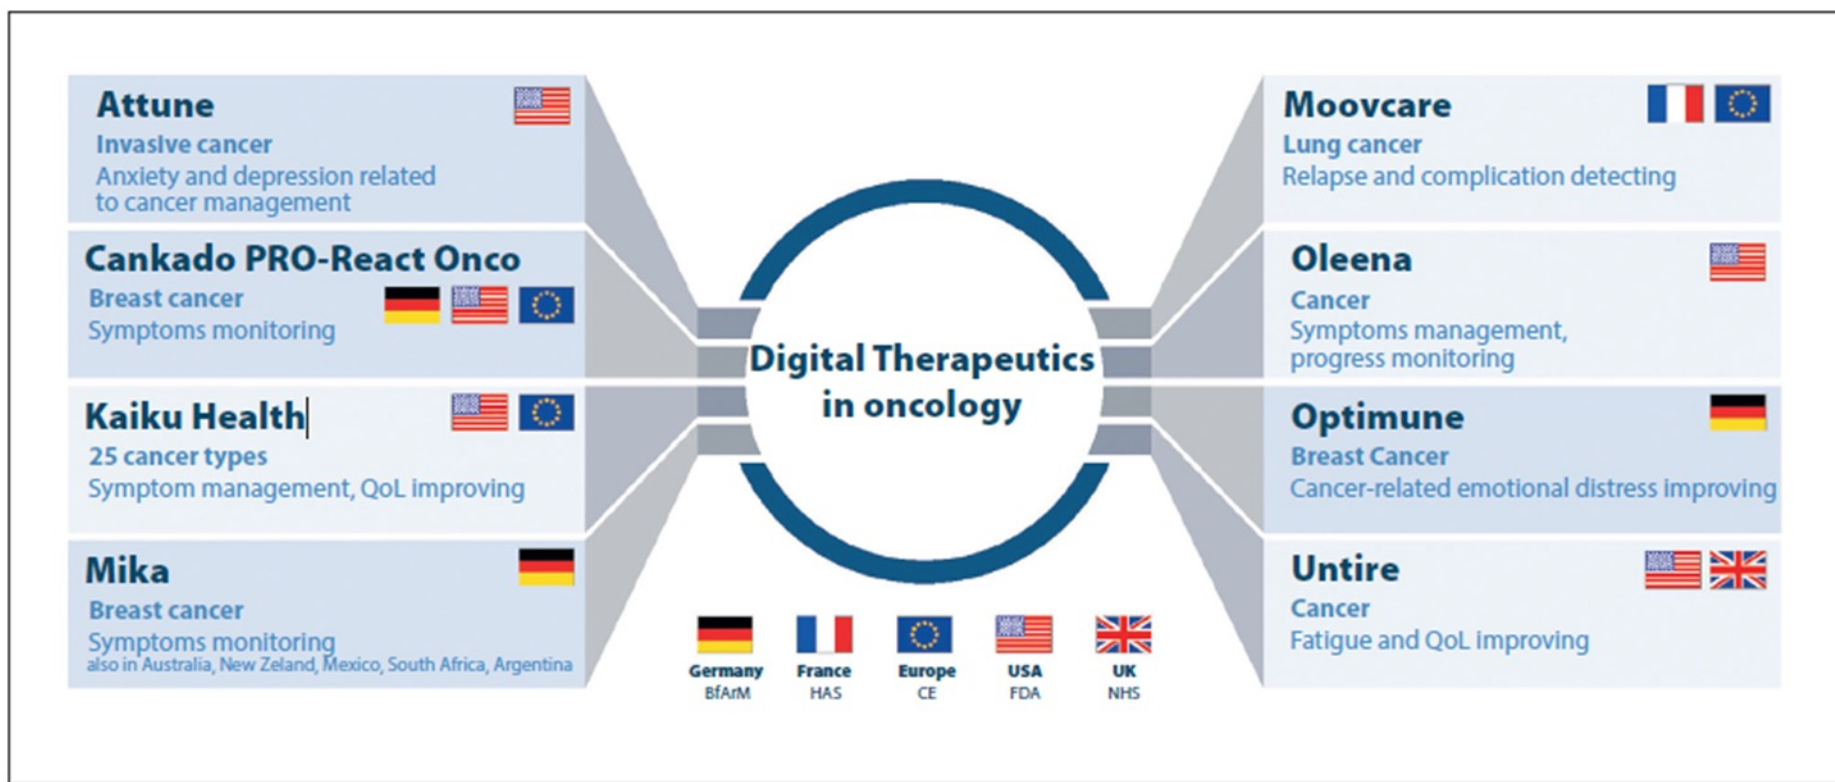 Attune
Invasive cancer
Anxiety and depression related
to cancer management
Cankado PRO-React Onco
Breast cancer
Symptoms monitoring
Kaiku Health
25 cancer types
Symptom management, QoL improving
Mika
Breast cancer
Symptoms monitoring
also in Australia, New Zeland, Mexico, South Africa, Argentina
Digital Therapeutics
in oncology
Germany
BfArM
France
HAS
Europe
CE
USA
FDA
UK
NHS
Moovcare
Lung cancer
Relapse and complication detecting
Oleena
Cancer
Symptoms management,
progress monitoring
Optimune
Breast Cancer
Cancer-related emotional distress improving
Untire
Cancer
Fatigue and QoL improving